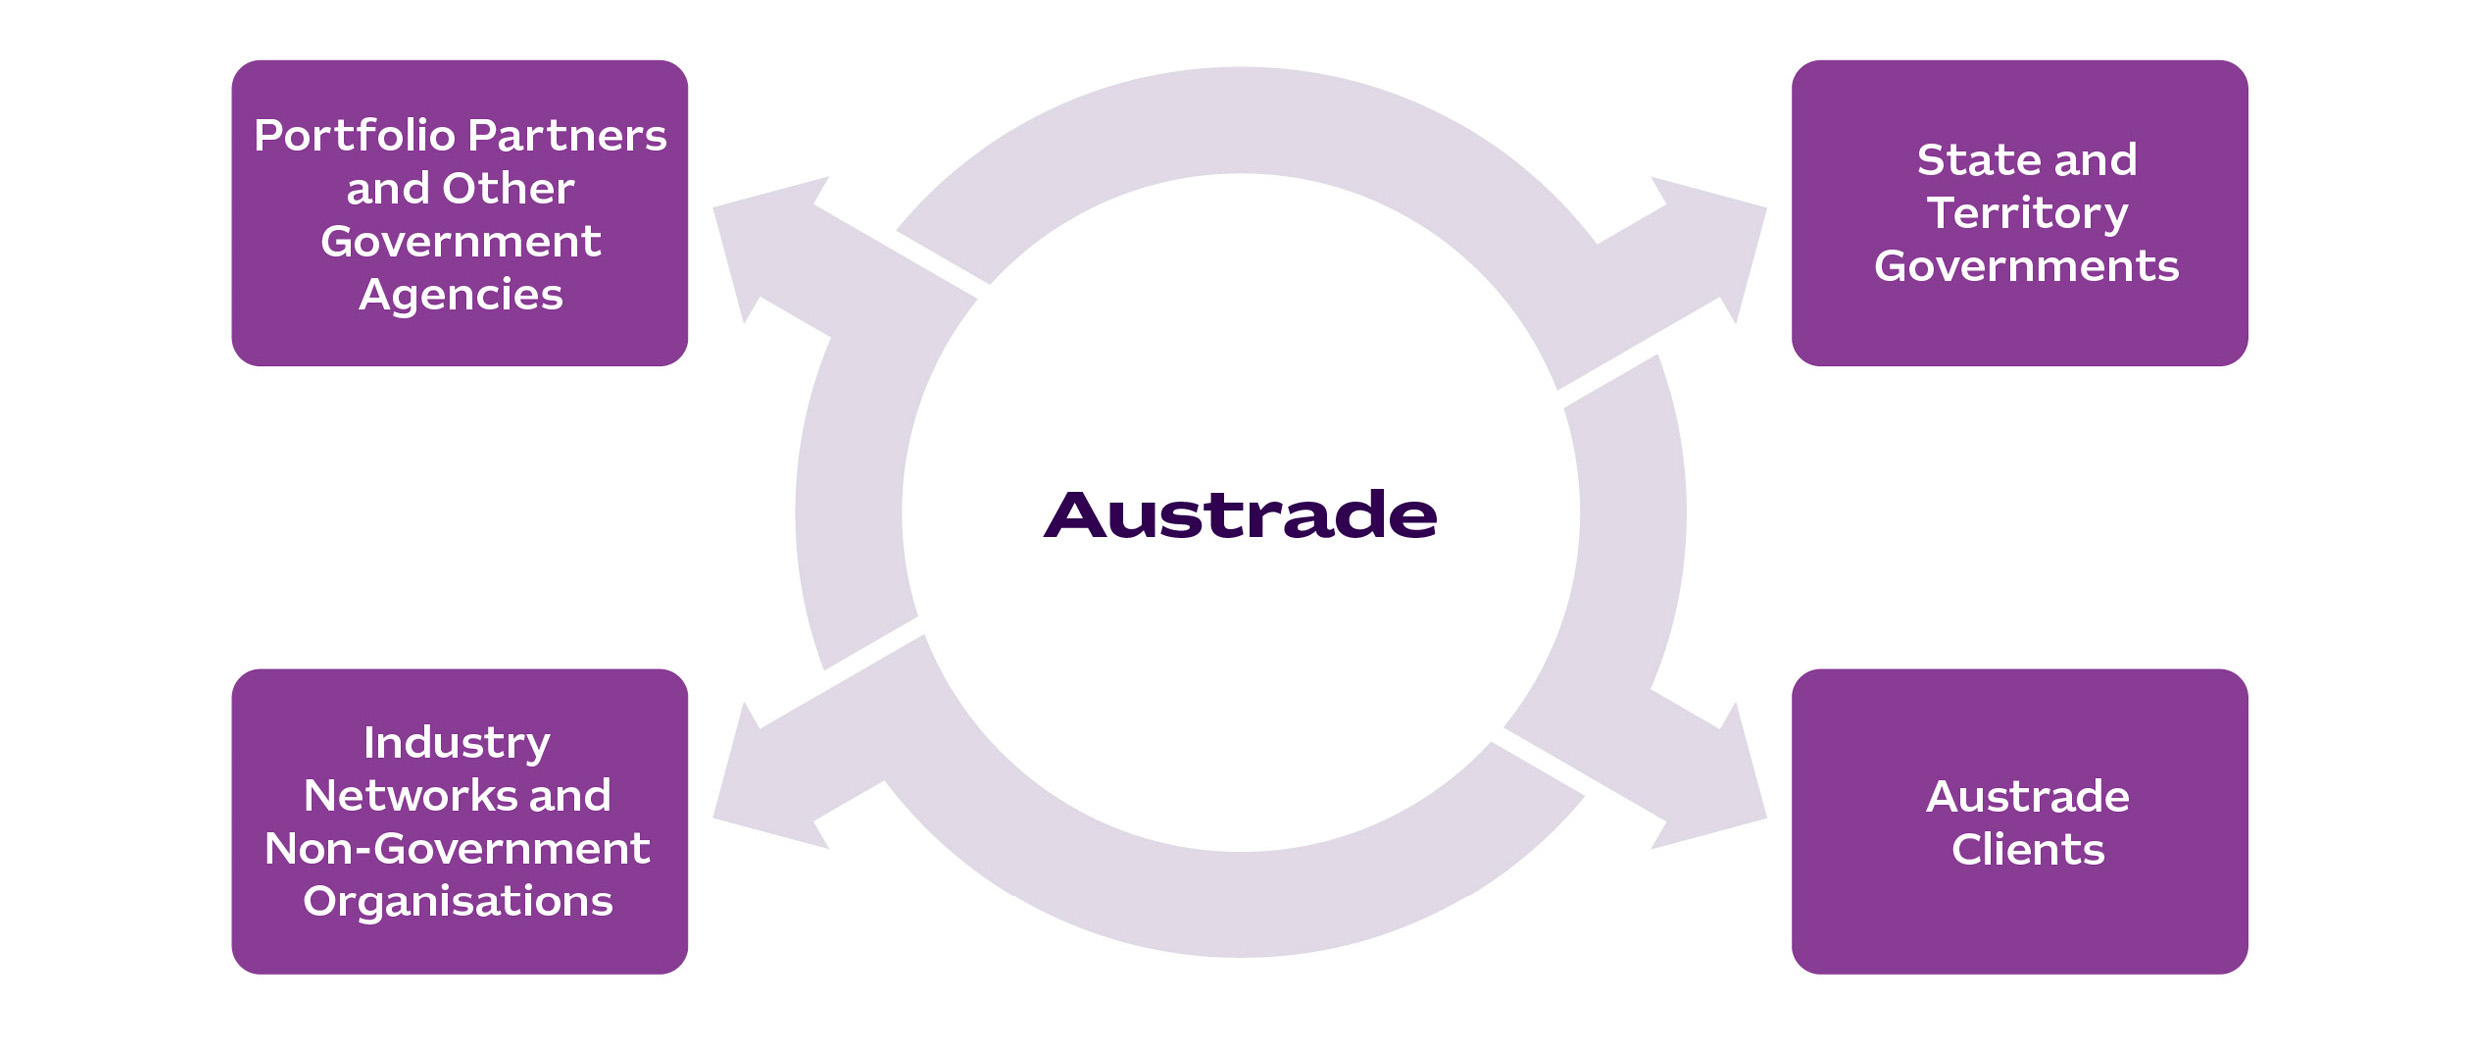 Portfolio Partners
and Other
Government
Agencies
State and
Territory
Governments
Austrade
Industry
Networks and
Non-Government
Organisations
Austrade
Clients